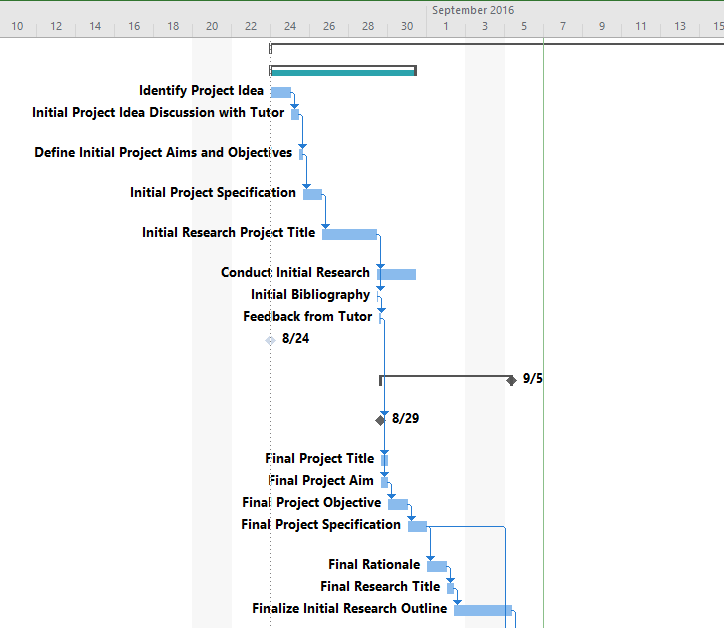 September 2016
10 12 14 16 18 20 22 24 26 28 30 1 3 5 7 9 11 13 15
Identify Project Idea
Initial Project Idea Discussion with Tutor
Define Initial Project Aims and Objectives
Initial Project Specification
Initial Research Project Title
Conduct Initial Research
Initial Bibliography
Feedback from Tutor
8/24
9/5
8/29
Final Project Title
Final Project Aim
Final Project Objective
Final Project Specification
Final Rationale
Final Research Title
Finalize Initial Research Outline